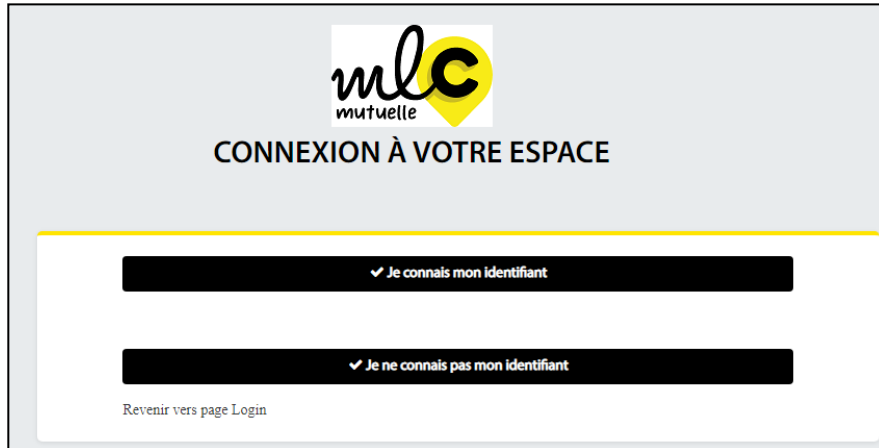 mlc
mutuelle
CONNEXION À VOTRE ESPACE
✔ Je connais mon identifiant
✔ Je ne connais pas mon identifiant
Revenir vers page Login